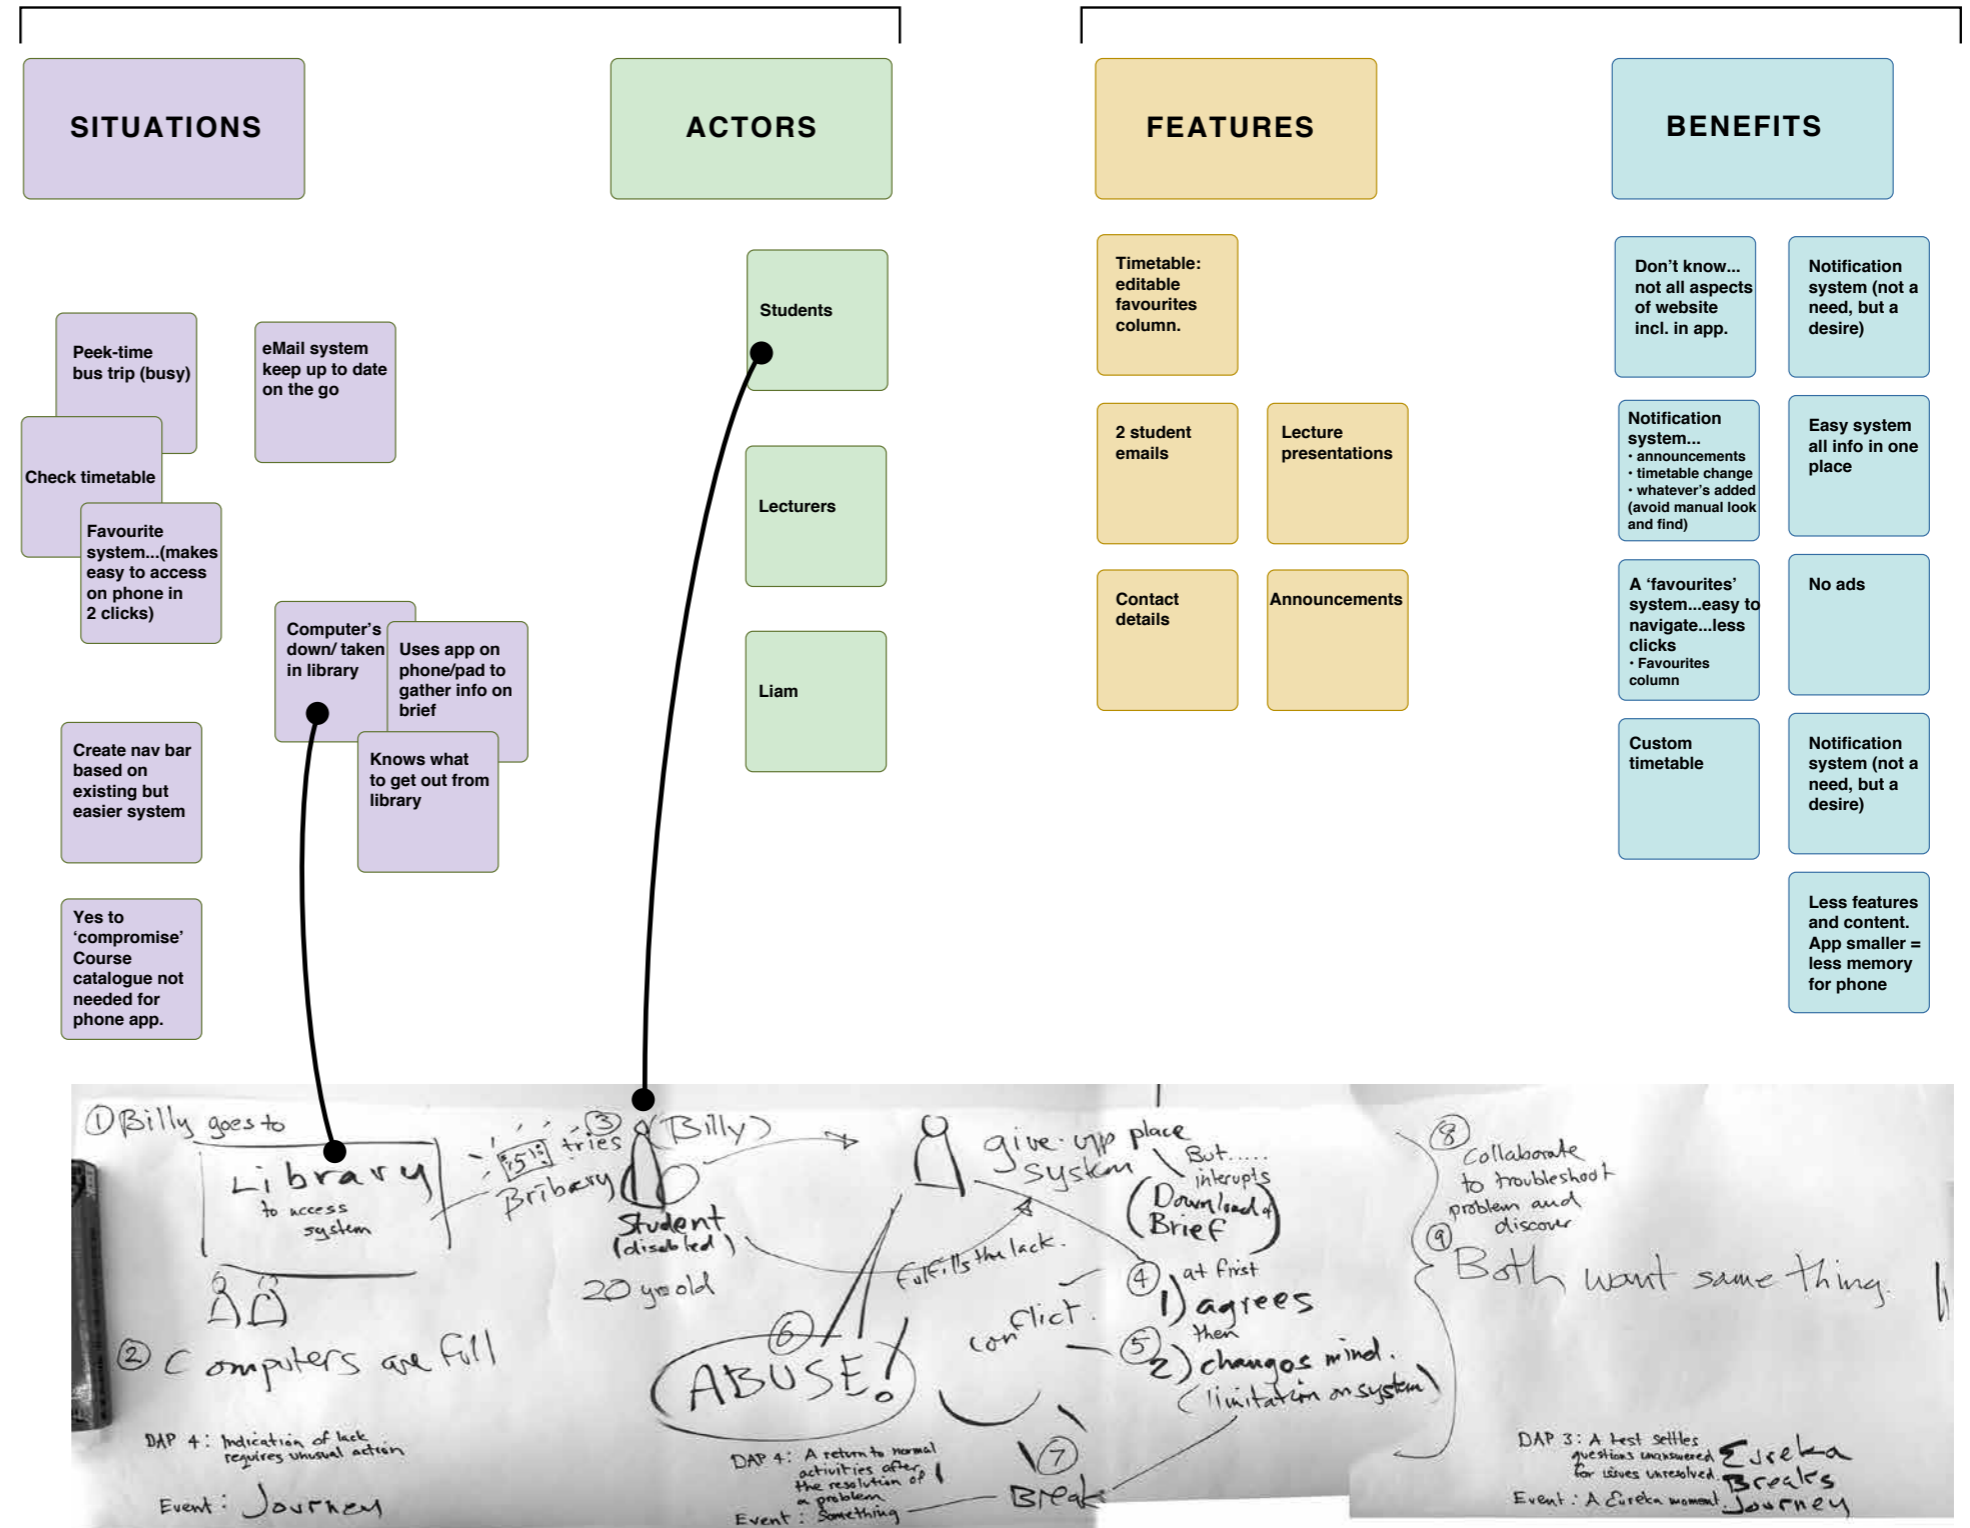 SITUATIONS
ACTORS
FEATURES
BENEFITS
Peek-time
bus trip (busy)
Check timetable
Favourite
system...(makes
easy to access
on phone in
2 clicks)
eMail system
keep up to date
on the go
Computer's
down/ taken
in library
Uses app on
phone/pad to
gather info on
brief
Knows what
to get out from
library
Create nav bar
based on
existing but
easier system
Yes to
‘compromise’
Course
catalogue not
needed for
phone app.
Students
Lecturers
Liam
Timetable:
editable
favourites
column.
2 student
emails
Lecture
presentations
Contact
details
Announcements
Don’t know...
not all aspects
of website
incl. in app.
Notification
system (not a
need, but a
desire)
Notification
system...
• announcements
• timetable change
• whatever’s added
(avoid manual look
and find)
Easy system
all info in one
place
A ‘favourites’
system...easy to
navigate...less
clicks
• Favourites
column
No ads
Custom
timetable
Notification
system (not a
need, but a
desire)
Less features
and content.
App smaller =
less memory
for phone
① Billy goes to
Library
to access
system
② Computers are full
DAP 4: Indication of lack
requires unusual action
Event: Journey
③ tries
Bribery
(Billy)
Student
(disabled)
20 yrs old
give up place
system
But.....
interupts
(Download of
Brief)
fulfills the lack.
conflict.
④ at first
1) agrees
⑤ then
2) changes mind.
(limitation on system)
⑥
ABUSE!
⑦
Break
DAP 4: A return to normal
activities after
the resolution of
a problem
Event: Something
⑧
Collaborate
to troubleshoot
problem and
discover
⑨
Both want same thing.
DAP 3: A test settles
questions unanswered
for issues unresolved.
Event: A Eureka moment.
Eureka
Breaks
Journey